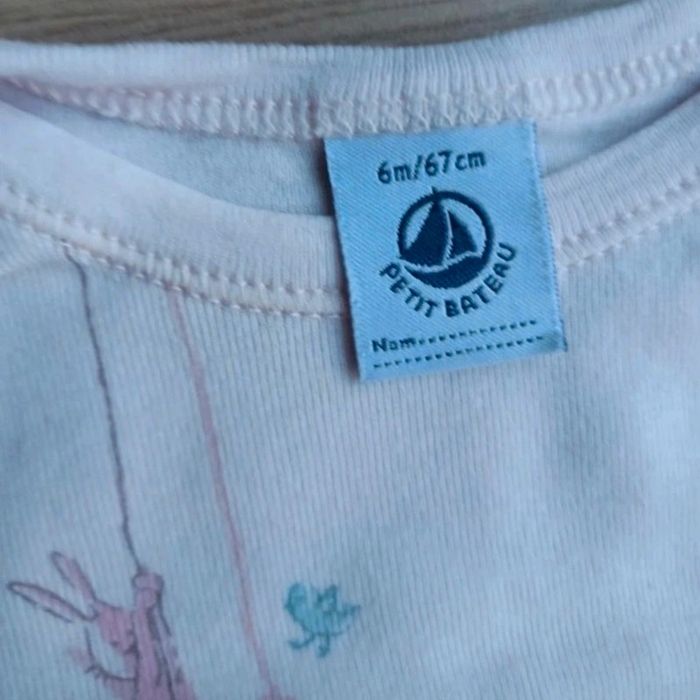 6m/67cm
PETIT BATEAU
Nom..............
....................